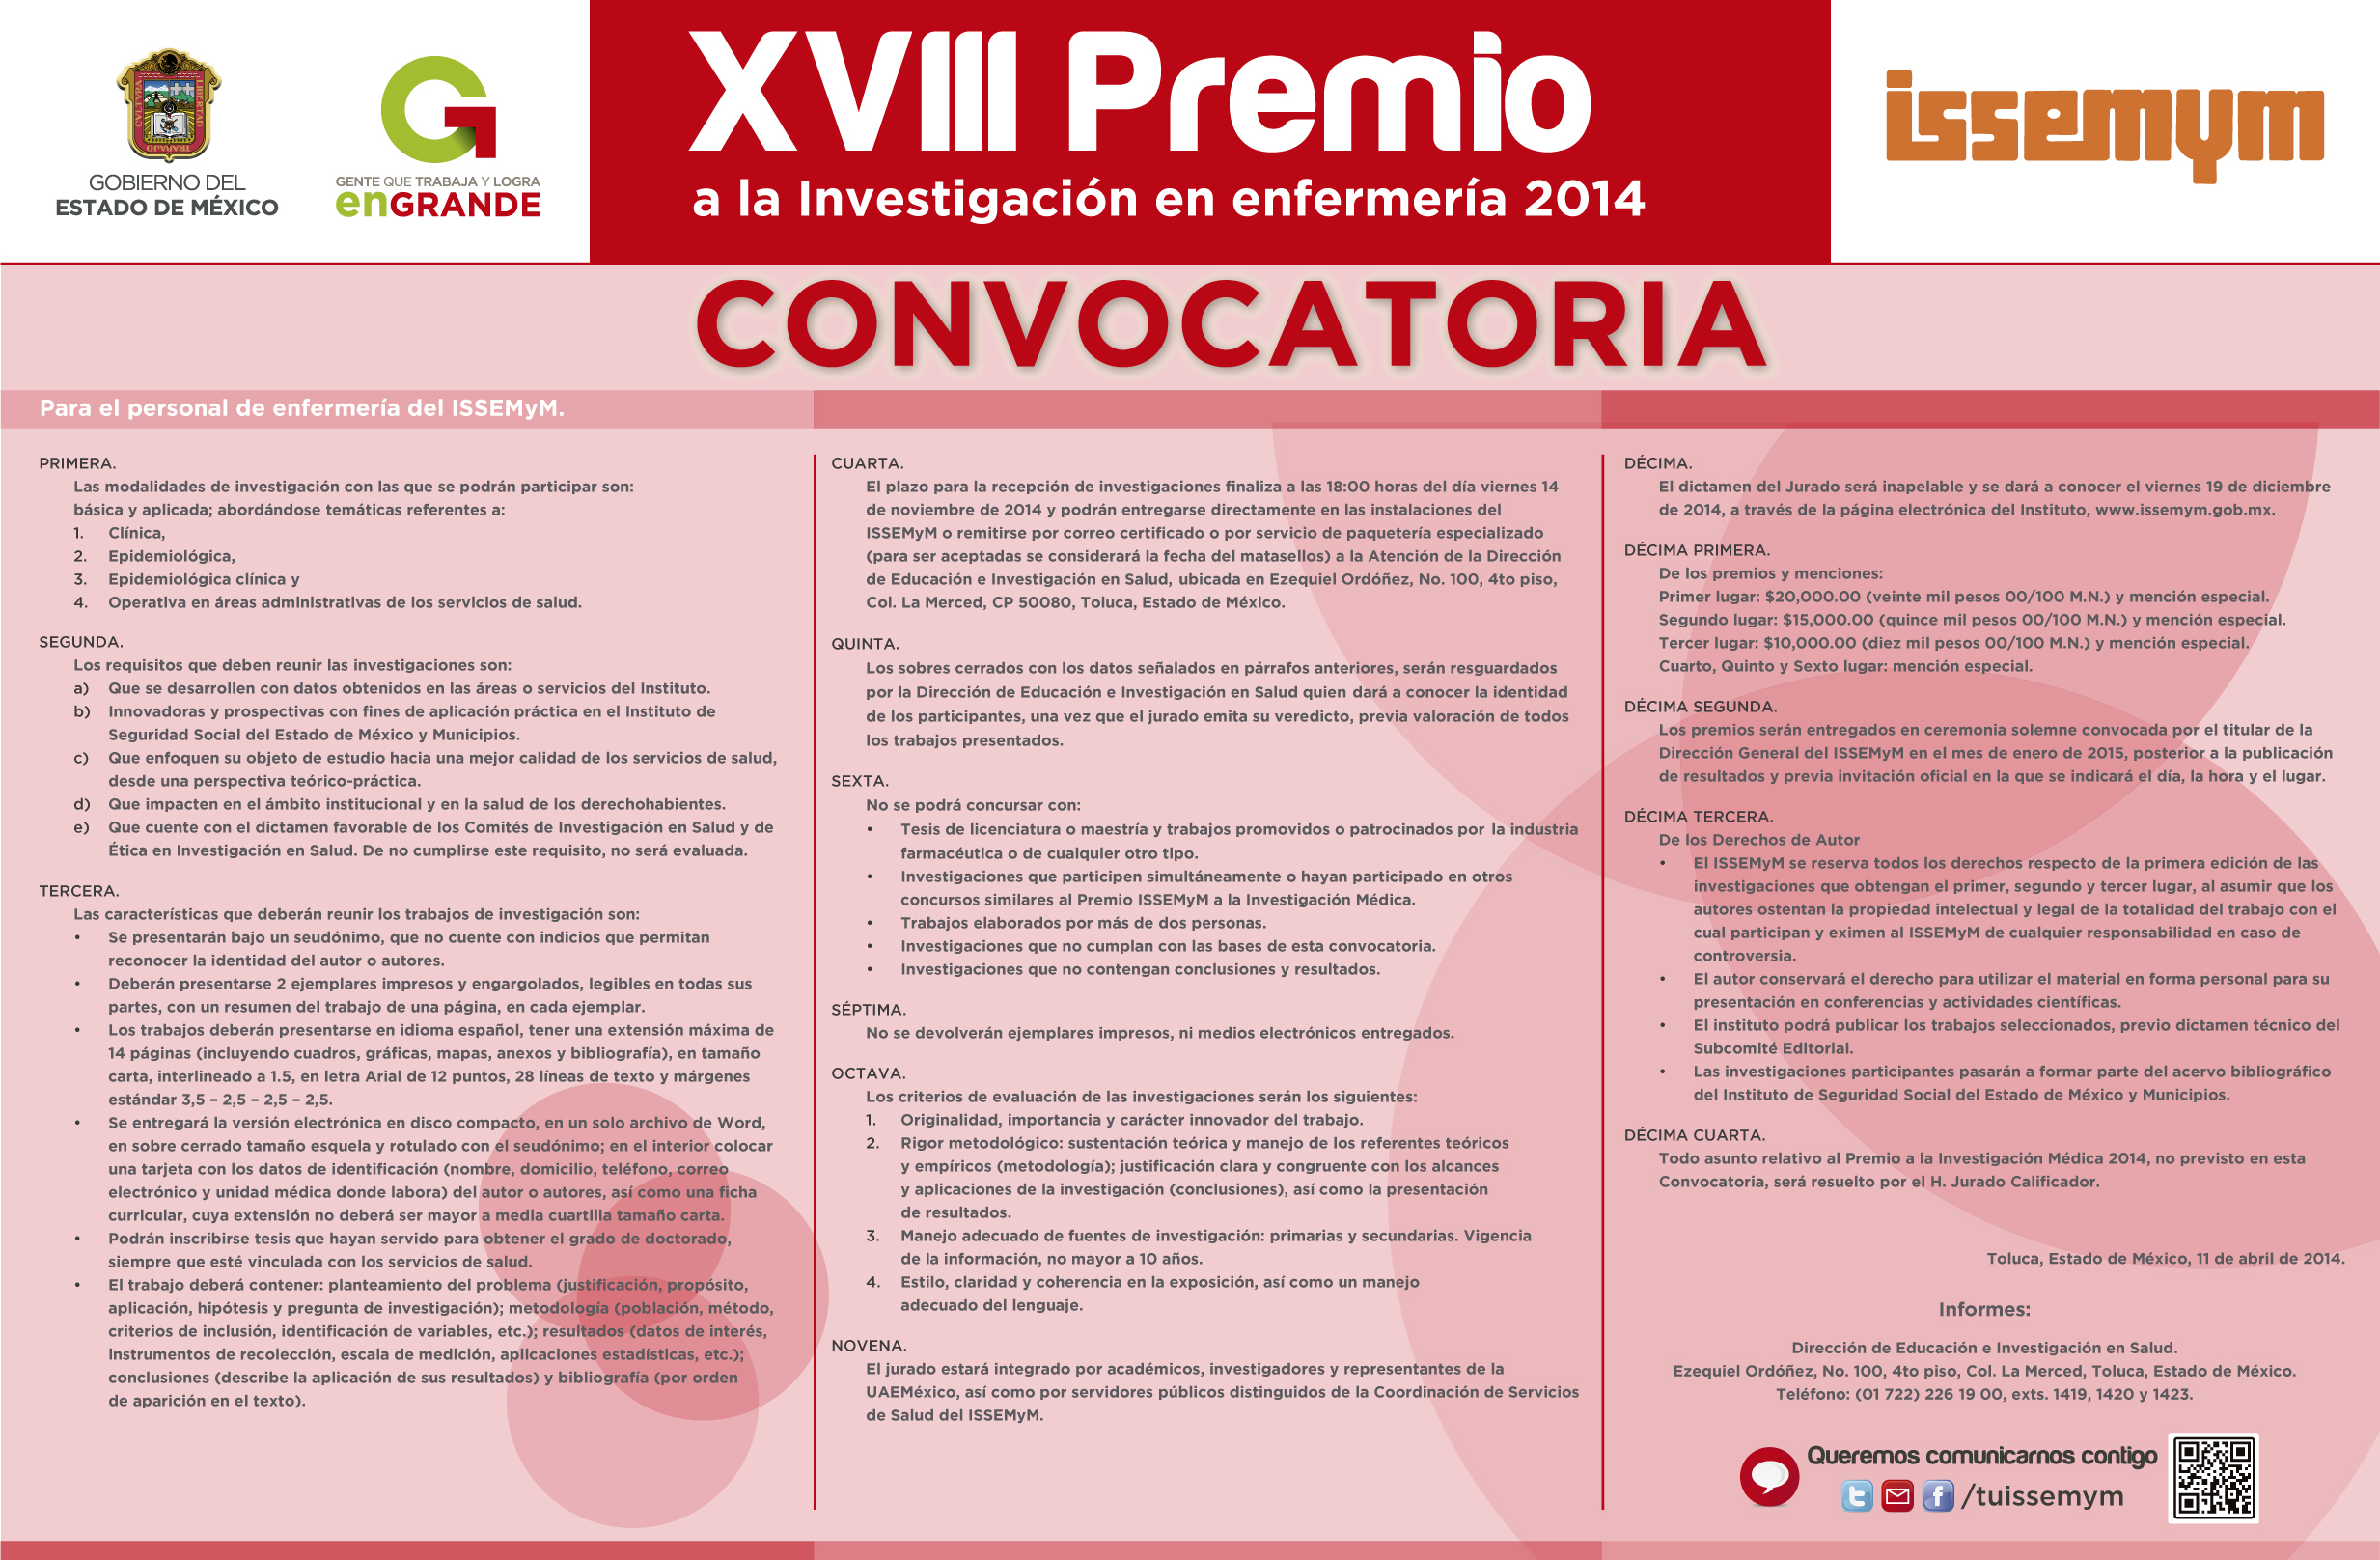 GOBIERNO DEL
ESTADO DE MÉXICO
GENTE QUE TRABAJA Y LOGRA
enGRANDE
XVIII Premio
a la Investigación en enfermería 2014
issemym
CONVOCATORIA
Para el personal de enfermería del ISSEMyM.
PRIMERA.
Las modalidades de investigación con las que se podrán participar son:
básica y aplicada; abordándose temáticas referentes a:
1. Clínica,
2. Epidemiológica,
3. Epidemiológica clínica y
4. Operativa en áreas administrativas de los servicios de salud.
SEGUNDA.
Los requisitos que deben reunir las investigaciones son:
a) Que se desarrollen con datos obtenidos en las áreas o servicios del Instituto.
b) Innovadoras y prospectivas con fines de aplicación práctica en el Instituto de
Seguridad Social del Estado de México y Municipios.
c) Que enfoquen su objeto de estudio hacia una mejor calidad de los servicios de salud,
desde una perspectiva teórico-práctica.
d) Que impacten en el ámbito institucional y en la salud de los derechohabientes.
e) Que cuente con el dictamen favorable de los Comités de Investigación en Salud y de
Ética en Investigación en Salud. De no cumplirse este requisito, no será evaluada.
TERCERA.
Las características que deberán reunir los trabajos de investigación son:
• Se presentarán bajo un seudónimo, que no cuente con indicios que permitan
reconocer la identidad del autor o autores.
• Deberán presentarse 2 ejemplares impresos y engargolados, legibles en todas sus
partes, con un resumen del trabajo de una página, en cada ejemplar.
• Los trabajos deberán presentarse en idioma español, tener una extensión máxima de
14 páginas (incluyendo cuadros, gráficas, mapas, anexos y bibliografía), en tamaño
carta, interlineado a 1.5, en letra Arial de 12 puntos, 28 líneas de texto y márgenes
estándar 3,5 – 2,5 – 2,5 – 2,5.
• Se entregará la versión electrónica en disco compacto, en un solo archivo de Word,
en sobre cerrado tamaño esquela y rotulado con el seudónimo; en el interior colocar
una tarjeta con los datos de identificación (nombre, domicilio, teléfono, correo
electrónico y unidad médica donde labora) del autor o autores, así como una ficha
curricular, cuya extensión no deberá ser mayor a media cuartilla tamaño carta.
• Podrán inscribirse tesis que hayan servido para obtener el grado de doctorado,
siempre que esté vinculada con los servicios de salud.
• El trabajo deberá contener: planteamiento del problema (justificación, propósito,
aplicación, hipótesis y pregunta de investigación); metodología (población, método,
criterios de inclusión, identificación de variables, etc.); resultados (datos de interés,
instrumentos de recolección, escala de medición, aplicaciones estadísticas, etc.);
conclusiones (describe la aplicación de sus resultados) y bibliografía (por orden
de aparición en el texto).
CUARTA.
El plazo para la recepción de investigaciones finaliza a las 18:00 horas del día viernes 14
de noviembre de 2014 y podrán entregarse directamente en las instalaciones del
ISSEMyM o remitirse por correo certificado o por servicio de paquetería especializado
(para ser aceptadas se considerará la fecha del matasellos) a la Atención de la Dirección
de Educación e Investigación en Salud, ubicada en Ezequiel Ordóñez, No. 100, 4to piso,
Col. La Merced, CP 50080, Toluca, Estado de México.
QUINTA.
Los sobres cerrados con los datos señalados en párrafos anteriores, serán resguardados
por la Dirección de Educación e Investigación en Salud quien dará a conocer la identidad
de los participantes, una vez que el jurado emita su veredicto, previa valoración de todos
los trabajos presentados.
SEXTA.
No se podrá concursar con:
• Tesis de licenciatura o maestría y trabajos promovidos o patrocinados por la industria
farmacéutica o de cualquier otro tipo.
• Investigaciones que participen simultáneamente o hayan participado en otros
concursos similares al Premio ISSEMyM a la Investigación Médica.
• Trabajos elaborados por más de dos personas.
• Investigaciones que no cumplan con las bases de esta convocatoria.
• Investigaciones que no contengan conclusiones y resultados.
SÉPTIMA.
No se devolverán ejemplares impresos, ni medios electrónicos entregados.
OCTAVA.
Los criterios de evaluación de las investigaciones serán los siguientes:
1. Originalidad, importancia y carácter innovador del trabajo.
2. Rigor metodológico: sustentación teórica y manejo de los referentes teóricos
y empíricos (metodología); justificación clara y congruente con los alcances
y aplicaciones de la investigación (conclusiones), así como la presentación
de resultados.
3. Manejo adecuado de fuentes de investigación: primarias y secundarias. Vigencia
de la información, no mayor a 10 años.
4. Estilo, claridad y coherencia en la exposición, así como un manejo
adecuado del lenguaje.
NOVENA.
El jurado estará integrado por académicos, investigadores y representantes de la
UAEMéxico, así como por servidores públicos distinguidos de la Coordinación de Servicios
de Salud del ISSEMyM.
DÉCIMA.
El dictamen del Jurado será inapelable y se dará a conocer el viernes 19 de diciembre
de 2014, a través de la página electrónica del Instituto, www.issemym.gob.mx.
DÉCIMA PRIMERA.
De los premios y menciones:
Primer lugar: $20,000.00 (veinte mil pesos 00/100 M.N.) y mención especial.
Segundo lugar: $15,000.00 (quince mil pesos 00/100 M.N.) y mención especial.
Tercer lugar: $10,000.00 (diez mil pesos 00/100 M.N.) y mención especial.
Cuarto, Quinto y Sexto lugar: mención especial.
DÉCIMA SEGUNDA.
Los premios serán entregados en ceremonia solemne convocada por el titular de la
Dirección General del ISSEMyM en el mes de enero de 2015, posterior a la publicación
de resultados y previa invitación oficial en la que se indicará el día, la hora y el lugar.
DÉCIMA TERCERA.
De los Derechos de Autor
• El ISSEMyM se reserva todos los derechos respecto de la primera edición de las
investigaciones que obtengan el primer, segundo y tercer lugar, al asumir que los
autores ostentan la propiedad intelectual y legal de la totalidad del trabajo con el
cual participan y eximen al ISSEMyM de cualquier responsabilidad en caso de
controversia.
• El autor conservará el derecho para utilizar el material en forma personal para su
presentación en conferencias y actividades científicas.
• El instituto podrá publicar los trabajos seleccionados, previo dictamen técnico del
Subcomité Editorial.
• Las investigaciones participantes pasarán a formar parte del acervo bibliográfico
del Instituto de Seguridad Social del Estado de México y Municipios.
DÉCIMA CUARTA.
Todo asunto relativo al Premio a la Investigación Médica 2014, no previsto en esta
Convocatoria, será resuelto por el H. Jurado Calificador.
Toluca, Estado de México, 11 de abril de 2014.
Informes:
Dirección de Educación e Investigación en Salud.
Ezequiel Ordóñez, No. 100, 4to piso, Col. La Merced, Toluca, Estado de México.
Teléfono: (01 722) 226 19 00, exts. 1419, 1420 y 1423.
Queremos comunicarnos contigo
/tuissemym